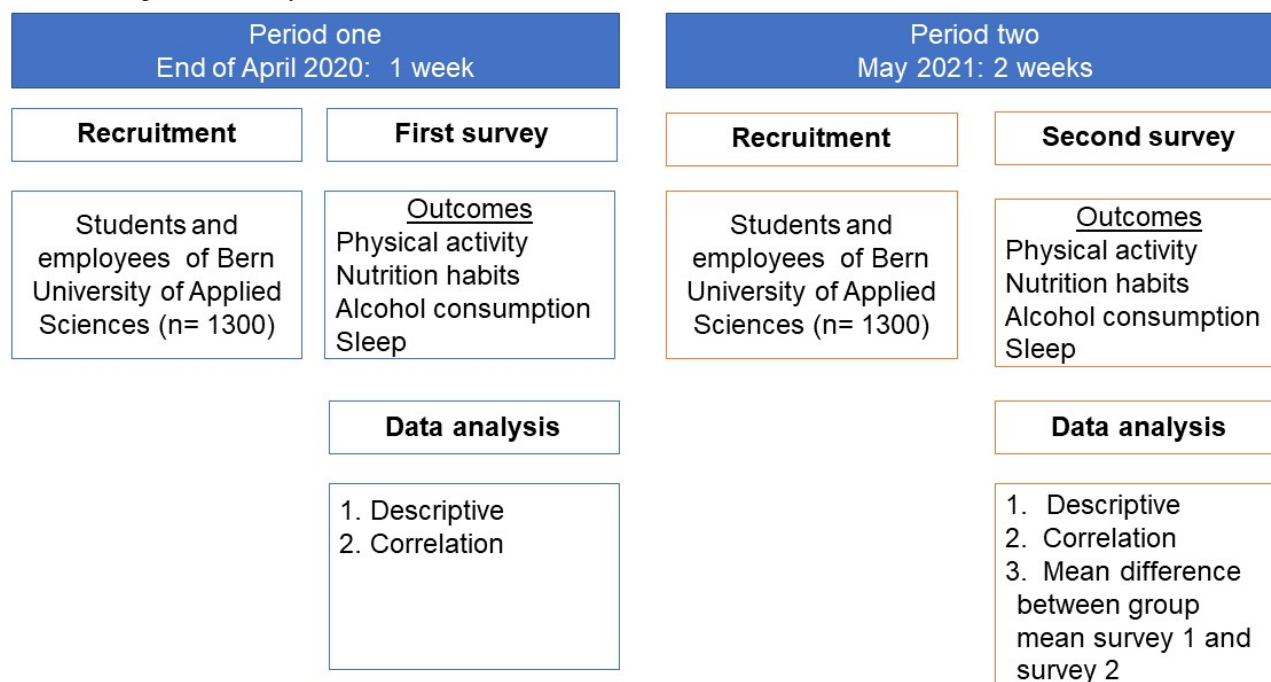 Period one
End of April 2020: 1 week
Recruitment
First survey
Students and
employees of Bern
University of Applied
Sciences (n= 1300)
Outcomes
Physical activity
Nutrition habits
Alcohol consumption
Sleep
Data analysis
1. Descriptive
2. Correlation
Period two
May 2021: 2 weeks
Recruitment
Second survey
Students and
employees of Bern
University of Applied
Sciences (n= 1300)
Outcomes
Physical activity
Nutrition habits
Alcohol consumption
Sleep
Data analysis
1. Descriptive
2. Correlation
3. Mean difference
between group
mean survey 1 and
survey 2